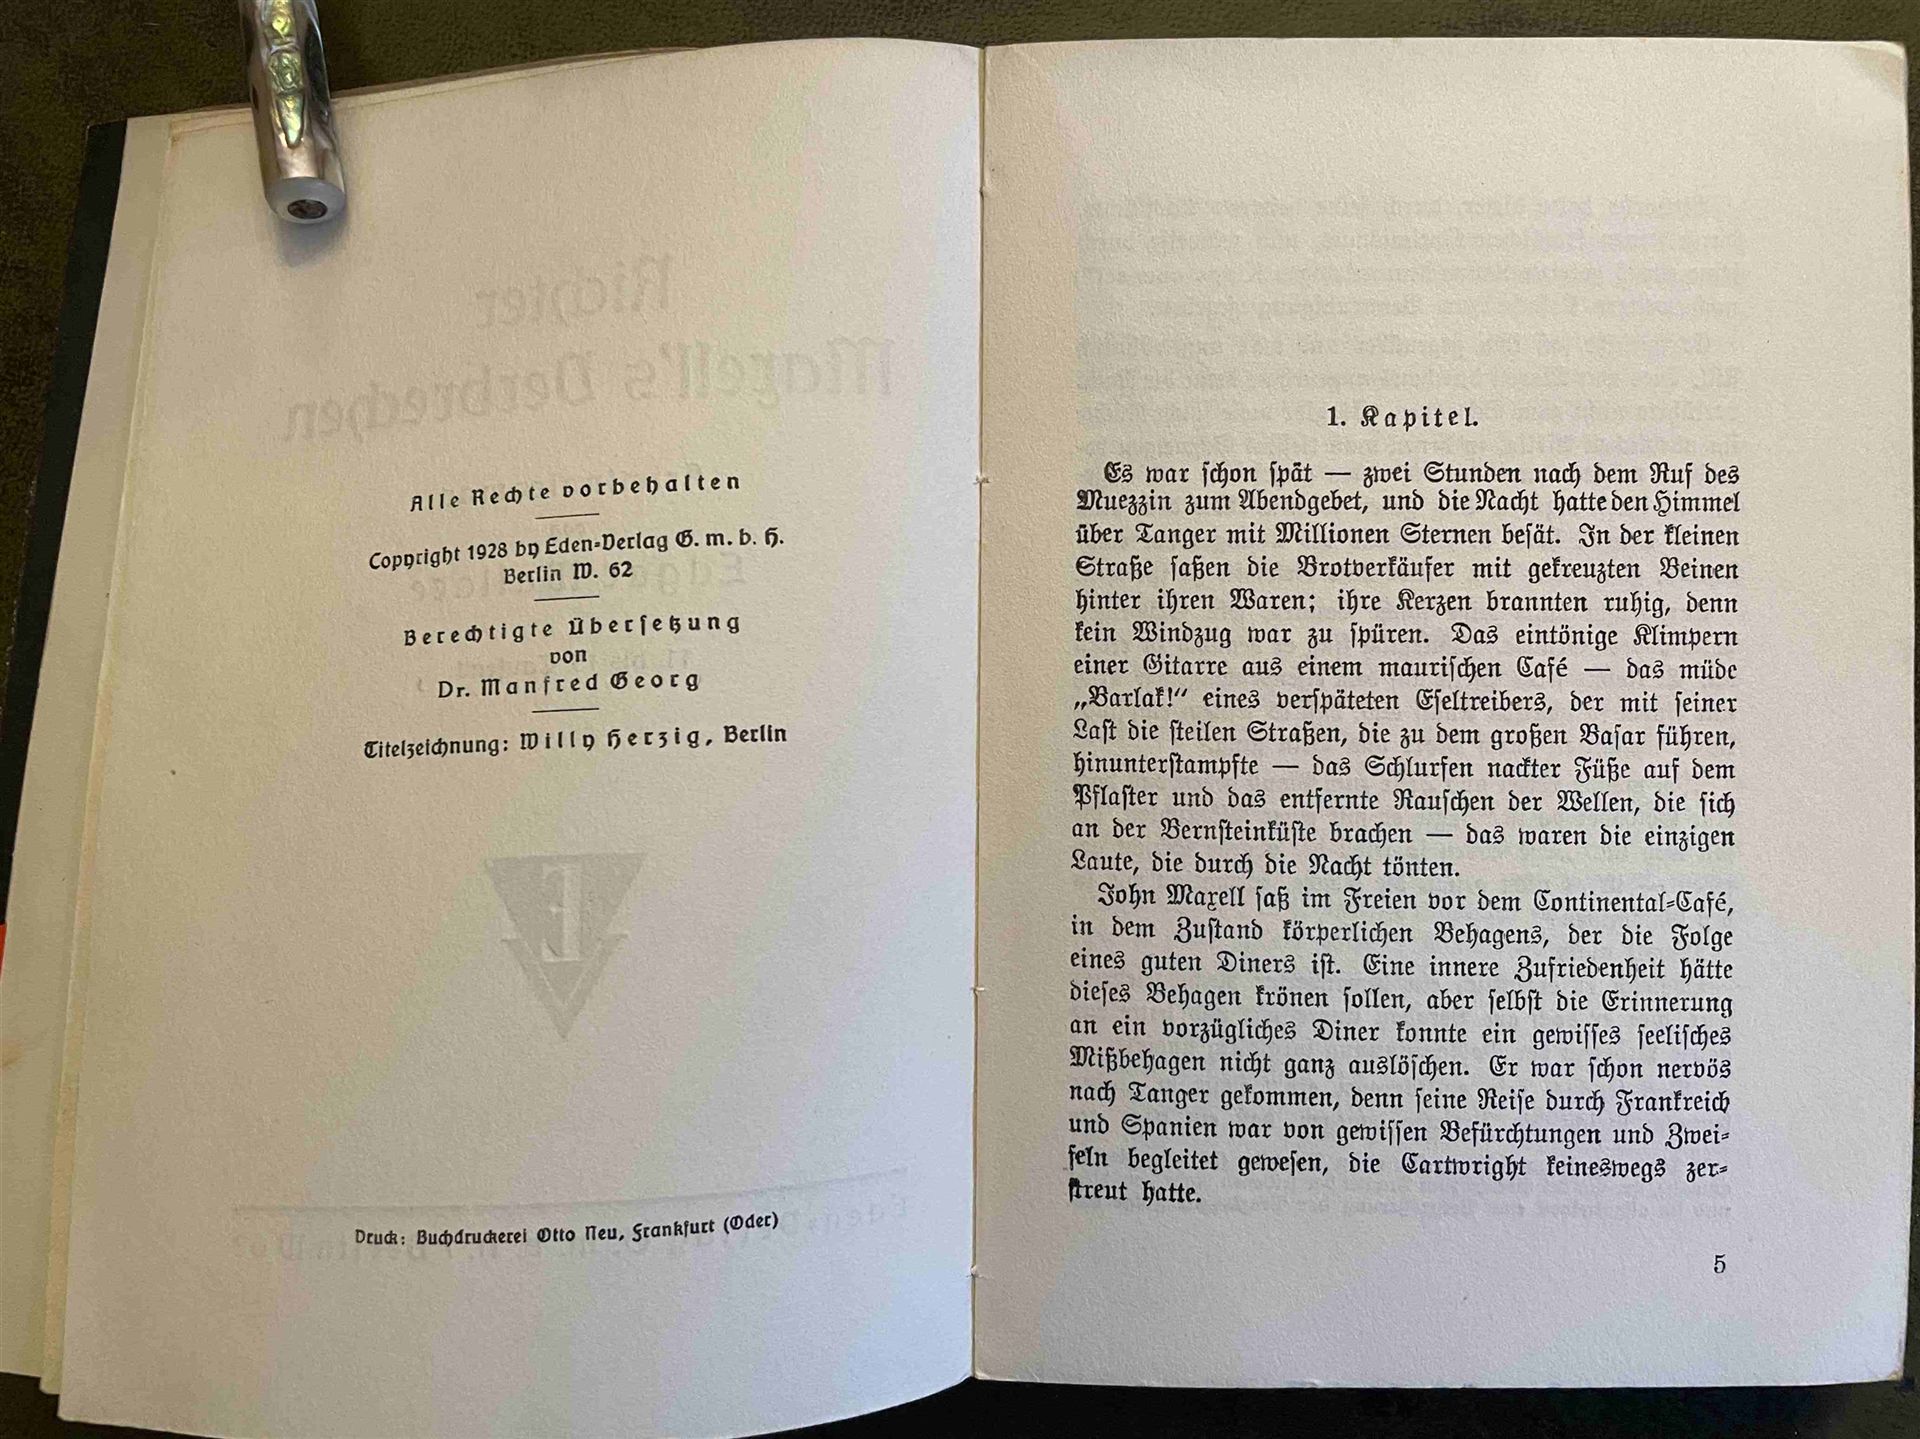 Alle Rechte vorbehalten
Copyright 1928 by Eden-Verlag G. m. b. H.
Berlin W. 62
Berechtigte Übersetzung
von
Dr. Manfred Georg
Titelzeichnung: Willy Herzig, Berlin
Druck: Buchdruckerei Otto Neu, Frankfurt (Oder)
1. Kapitel.
Es war ſchon ſpät — zwei Stunden nach dem Ruf des
Muezzin zum Abendgebet, und die Nacht hatte den Himmel
über Tanger mit Millionen Sternen beſät. In der kleinen
Straße ſaßen die Brotverkäufer mit gekreuzten Beinen
hinter ihren Waren; ihre Kerzen brannten ruhig, denn
kein Windzug war zu ſpüren. Das eintönige Klimpern
einer Gitarre aus einem mauriſchen Café — das müde
„Barlak!“ eines verſpäteten Eſeltreibers, der mit ſeiner
Laſt die ſteilen Straßen, die zu dem großen Baſar führen,
hinunterſtampfte — das Schlurfen nackter Füße auf dem
Pflaſter und das entfernte Rauſchen der Wellen, die ſich
an der Bernſteinküſte brachen — das waren die einzigen
Laute, die durch die Nacht tönten.
John Maxell ſaß im Freien vor dem Continental-Café,
in dem Zuſtand körperlichen Behagens, der die Folge
eines guten Diners iſt. Eine innere Zufriedenheit hätte
dieſes Behagen krönen ſollen, aber ſelbſt die Erinnerung
an ein vorzügliches Diner konnte ein gewiſſes ſeeliſches
Mißbehagen nicht ganz auslöſchen. Er war ſchon nervös
nach Tanger gekommen, denn ſeine Reiſe durch Frankreich
und Spanien war von gewiſſen Befürchtungen und Zwei-
feln begleitet geweſen, die Cartwright keineswegs zer-
ſtreut hatte.
5